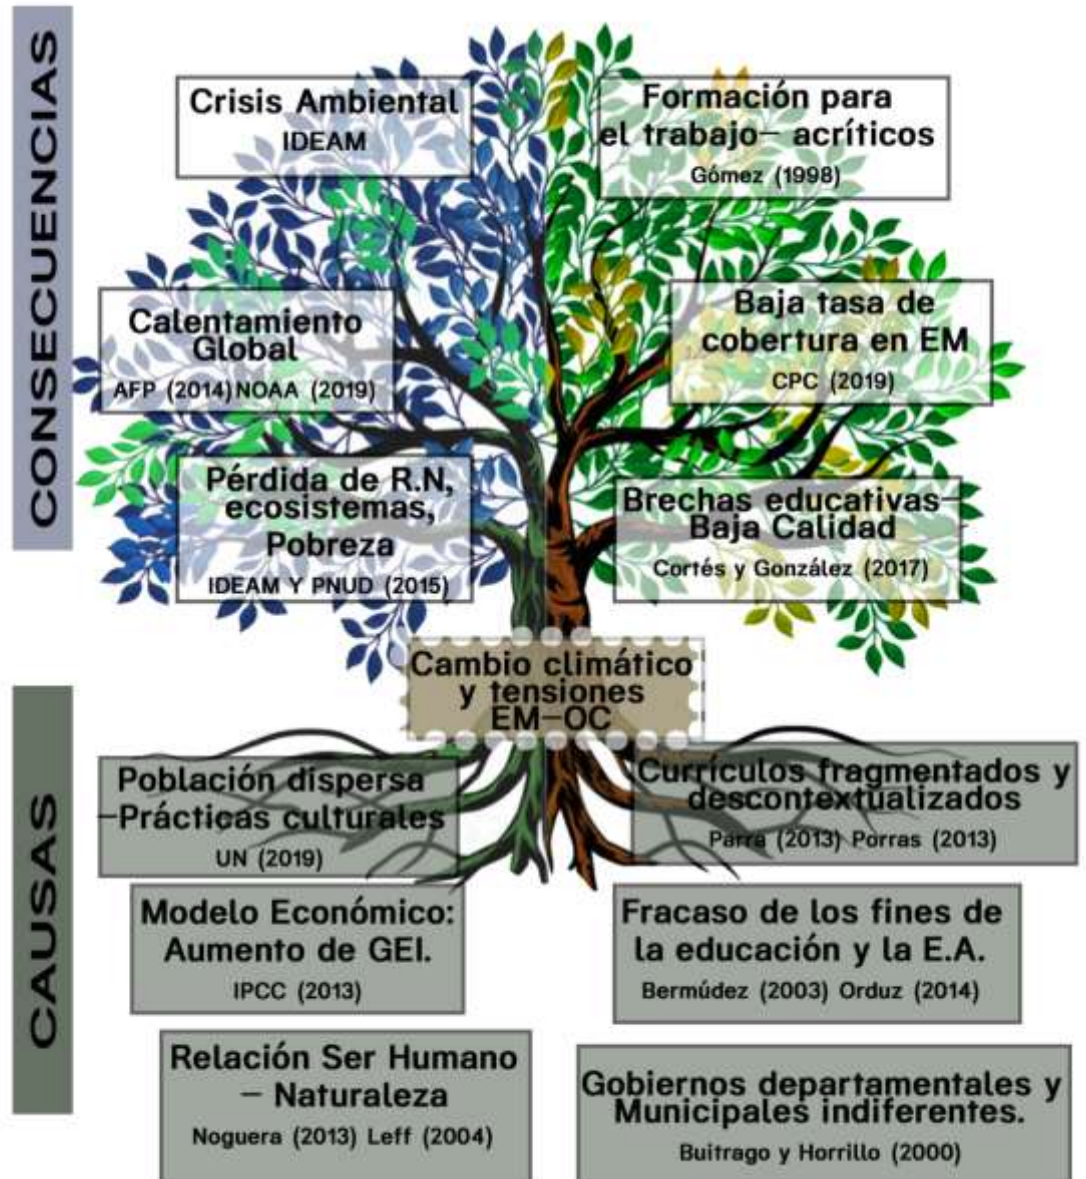 CONSECUENCIAS
Crisis Ambiental
IDEAM
Formación para
el trabajo— acríticos
Gómez (1998)
Calentamiento
Global
AFP (2014) NOAA (2019)
Baja tasa de
cobertura en EM
CPC (2019)
Pérdida de R.N,
ecosistemas,
Pobreza
IDEAM Y PNUD (2015)
Brechas educativas—
Baja Calidad
Cortés y González (2017)
Cambio climático
y tensiones
EM—OC
CAUSAS
Población dispersa
—Prácticas culturales
UN (2019)
Currículos fragmentados y
descontextualizados
Parra (2013) Porras (2013)
Modelo Económico:
Aumento de GEI.
IPCC (2013)
Fracaso de los fines de
la educación y la E.A.
Bermúdez (2003) Orduz (2014)
Relación Ser Humano
— Naturaleza
Noguera (2013) Leff (2004)
Gobiernos departamentales y
Municipales indiferentes.
Buitrago y Horrillo (2000)